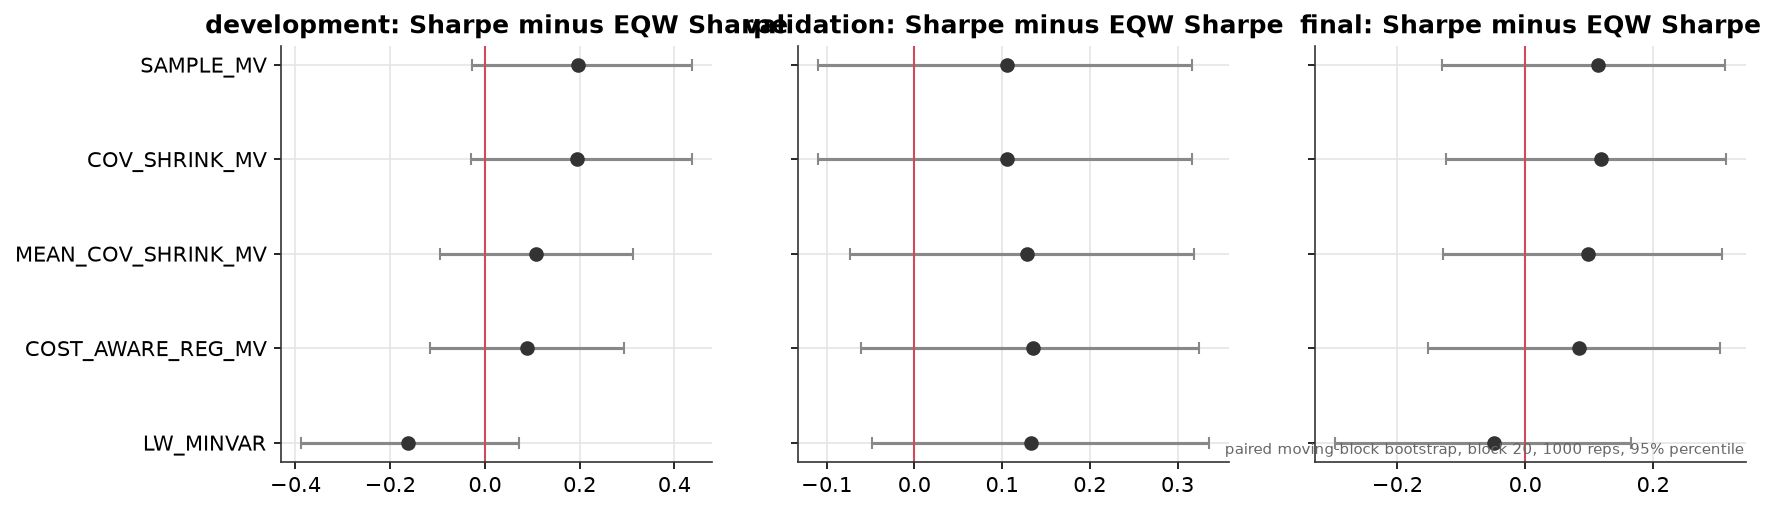 development: Sharpe minus EQW Sharpe
validation: Sharpe minus EQW Sharpe
final: Sharpe minus EQW Sharpe
SAMPLE_MV
COV_SHRINK_MV
MEAN_COV_SHRINK_MV
COST_AWARE_REG_MV
LW_MINVAR
paired moving-block bootstrap, block 20, 1000 reps, 95% percentile
−0.4 −0.2 0.0 0.2 0.4
−0.1 0.0 0.1 0.2 0.3
−0.2 0.0 0.2